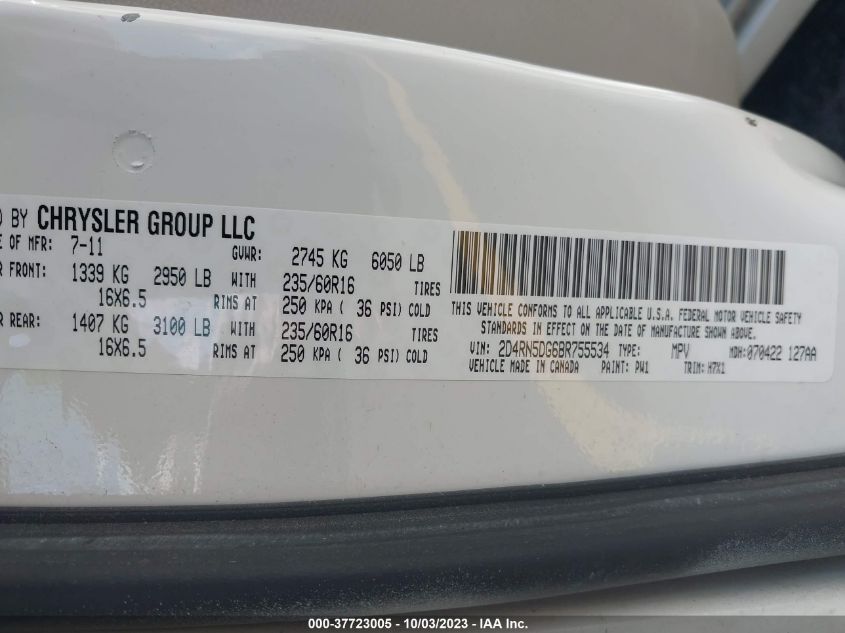 BY CHRYSLER GROUP LLC
OF MFR: 7-11 GVWR: 2745 KG 6050 LB
FRONT: 1339 KG 2950 LB WITH 235/60R16 TIRES
16X6.5 RIMS AT 250 KPA ( 36 PSI) COLD
REAR: 1407 KG 3100 LB WITH 235/60R16 TIRES
16X6.5 RIMS AT 250 KPA ( 36 PSI) COLD
THIS VEHICLE CONFORMS TO ALL APPLICABLE U.S.A. FEDERAL MOTOR VEHICLE SAFETY
STANDARDS IN EFFECT ON THE DATE OF MANUFACTURE SHOWN ABOVE.
VIN: 2D4RN5DG6BR755534 TYPE: MPV MDH: 070422 127AA
VEHICLE MADE IN CANADA PAINT: PW1 TRIM: H7X1
000-37723005 - 10/03/2023 - IAA Inc.